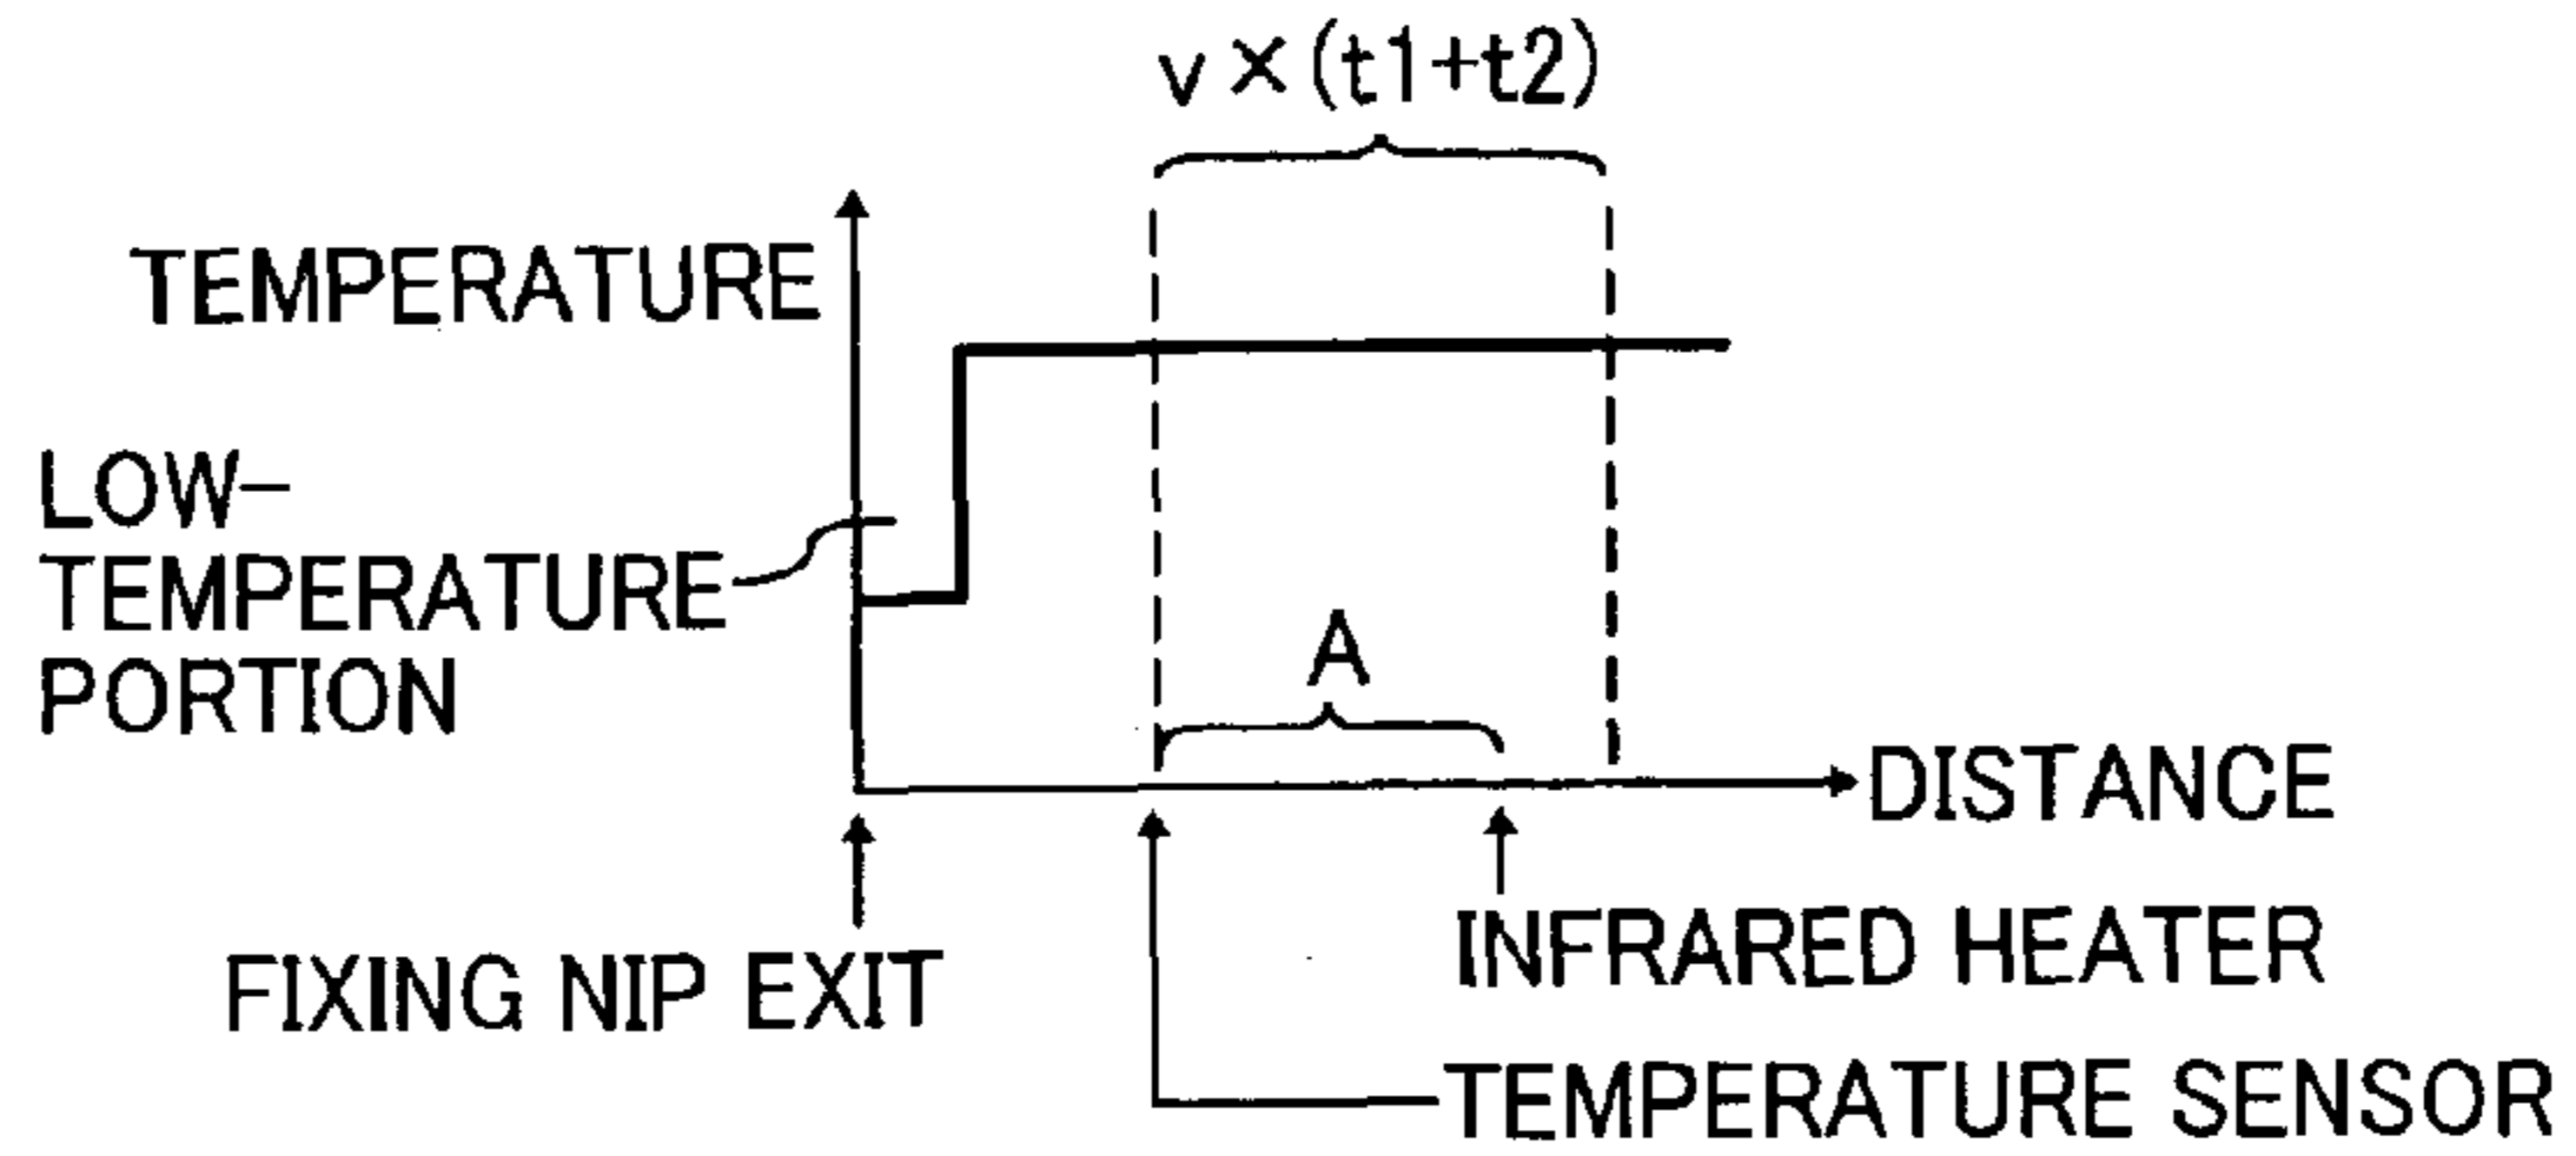 v×(t1+t2)
TEMPERATURE
LOW-
TEMPERATURE
PORTION
A
DISTANCE
FIXING NIP EXIT
INFRARED HEATER
TEMPERATURE SENSOR